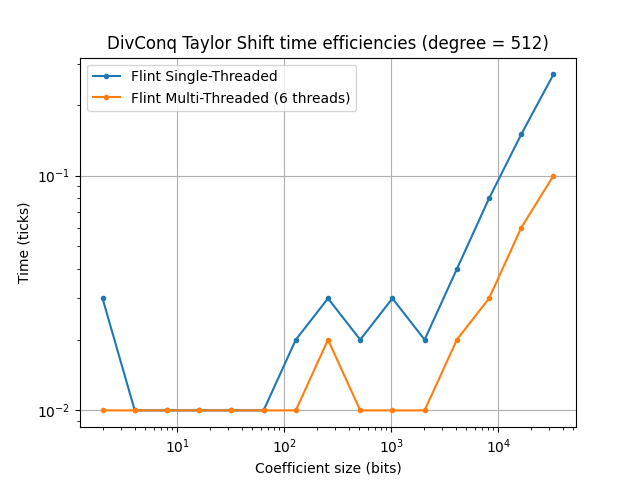 DivConq Taylor Shift time efficiencies (degree = 512)
Flint Single-Threaded
Flint Multi-Threaded (6 threads)
Time (ticks)
10⁻¹
10⁻²
10¹ 10² 10³ 10⁴
Coefficient size (bits)